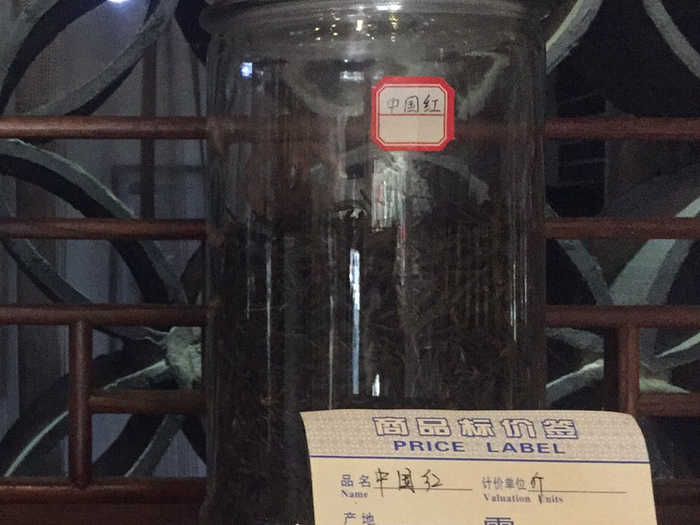 中国红
商品标价签
PRICE LABEL
品名 中国红 计价单位 斤
Name Valuation Units
产地